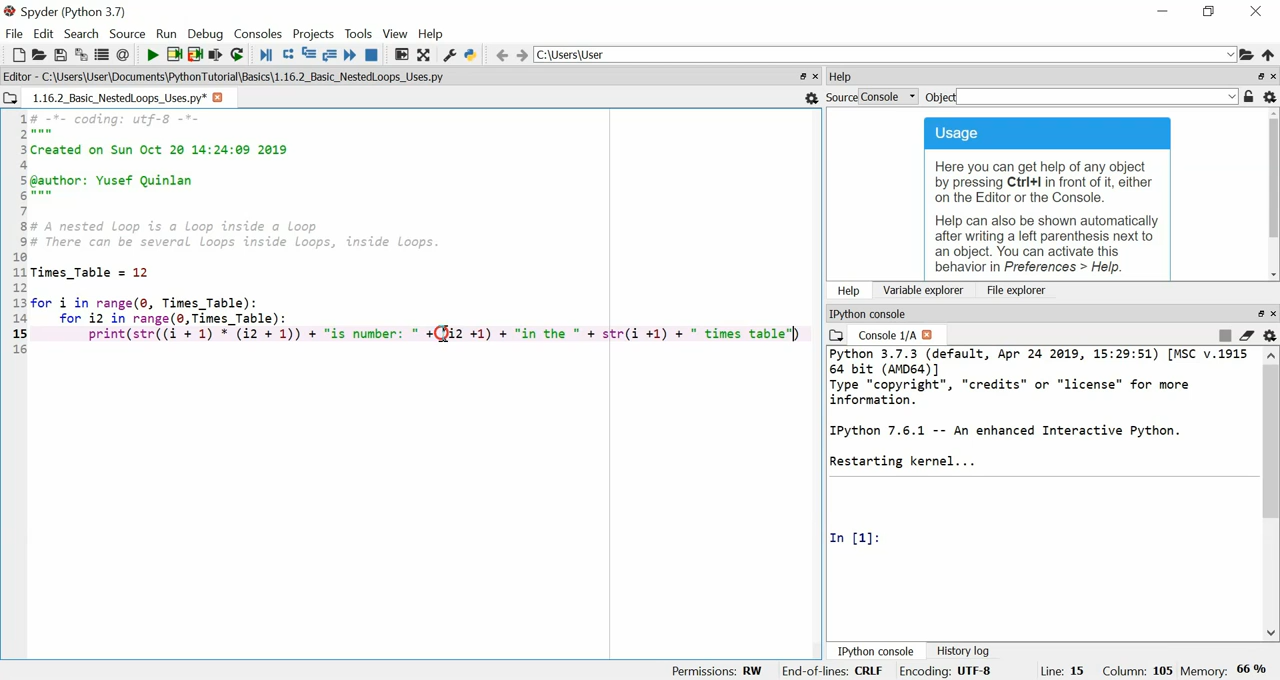 Spyder (Python 3.7)
File Edit Search Source Run Debug Consoles Projects Tools View Help
C:\Users\User
Editor - C:\Users\User\Documents\PythonTutorial\Basics\1.16.2_Basic_NestedLoops_Uses.py
Help
1.16.2_Basic_NestedLoops_Uses.py*
Source Console Object
1 # -*- coding: utf-8 -*-
2 """
3 Created on Sun Oct 20 14:24:09 2019
4
5 @author: Yusef Quinlan
6 """
7
8 # A nested loop is a loop inside a loop
9 # There can be several loops inside loops, inside loops.
10
11 Times_Table = 12
12
13 for i in range(0, Times_Table):
14 for i2 in range(0,Times_Table):
15 print(str((i + 1) * (i2 + 1)) + "is number: " + (i2 +1) + "in the " + str(i +1) + " times table")
16
Usage
Here you can get help of any object
by pressing Ctrl+I in front of it, either
on the Editor or the Console.
Help can also be shown automatically
after writing a left parenthesis next to
an object. You can activate this
behavior in Preferences > Help.
Help Variable explorer File explorer
IPython console
Console 1/A
Python 3.7.3 (default, Apr 24 2019, 15:29:51) [MSC v.1915
64 bit (AMD64)]
Type "copyright", "credits" or "license" for more
information.
IPython 7.6.1 -- An enhanced Interactive Python.
Restarting kernel...
In [1]:
IPython console History log
Permissions: RW End-of-lines: CRLF Encoding: UTF-8 Line: 15 Column: 105 Memory: 66 %